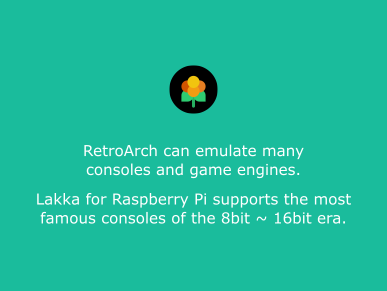 RetroArch can emulate many
consoles and game engines.
Lakka for Raspberry Pi supports the most
famous consoles of the 8bit ~ 16bit era.